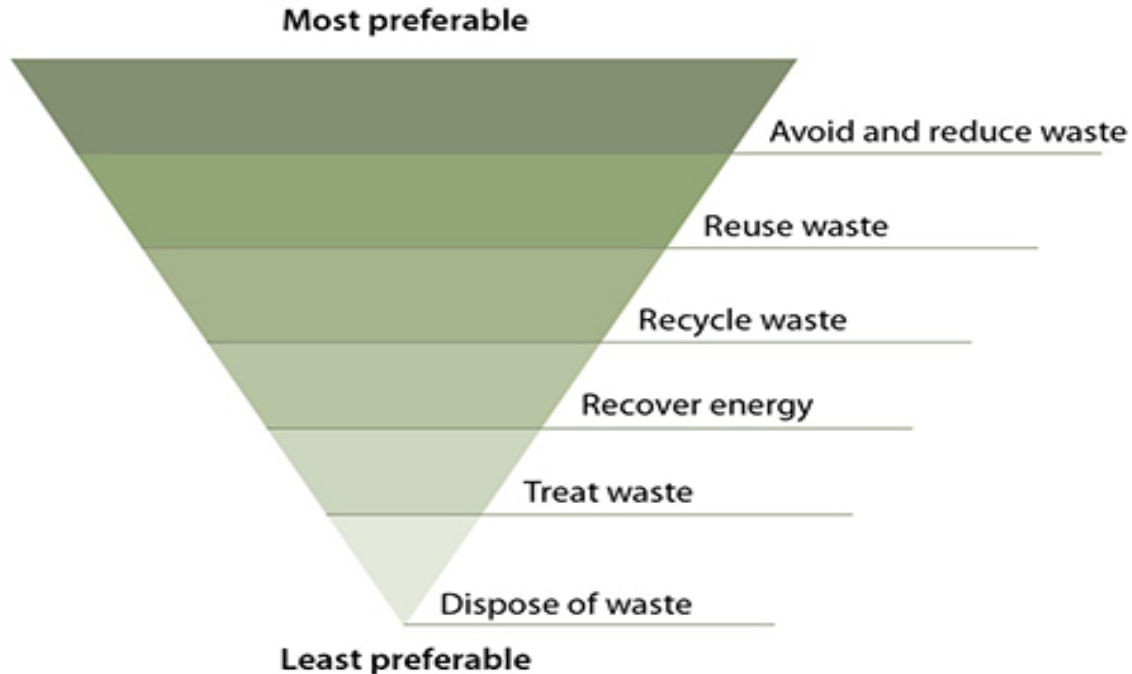 Most preferable
Avoid and reduce waste
Reuse waste
Recycle waste
Recover energy
Treat waste
Dispose of waste
Least preferable